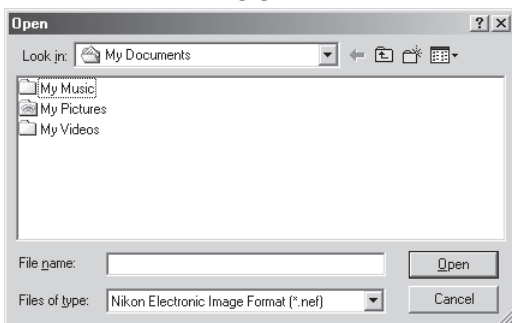 Open
Look in: My Documents
My Music
My Pictures
My Videos
File name:
Open
Files of type: Nikon Electronic Image Format (*.nef)
Cancel